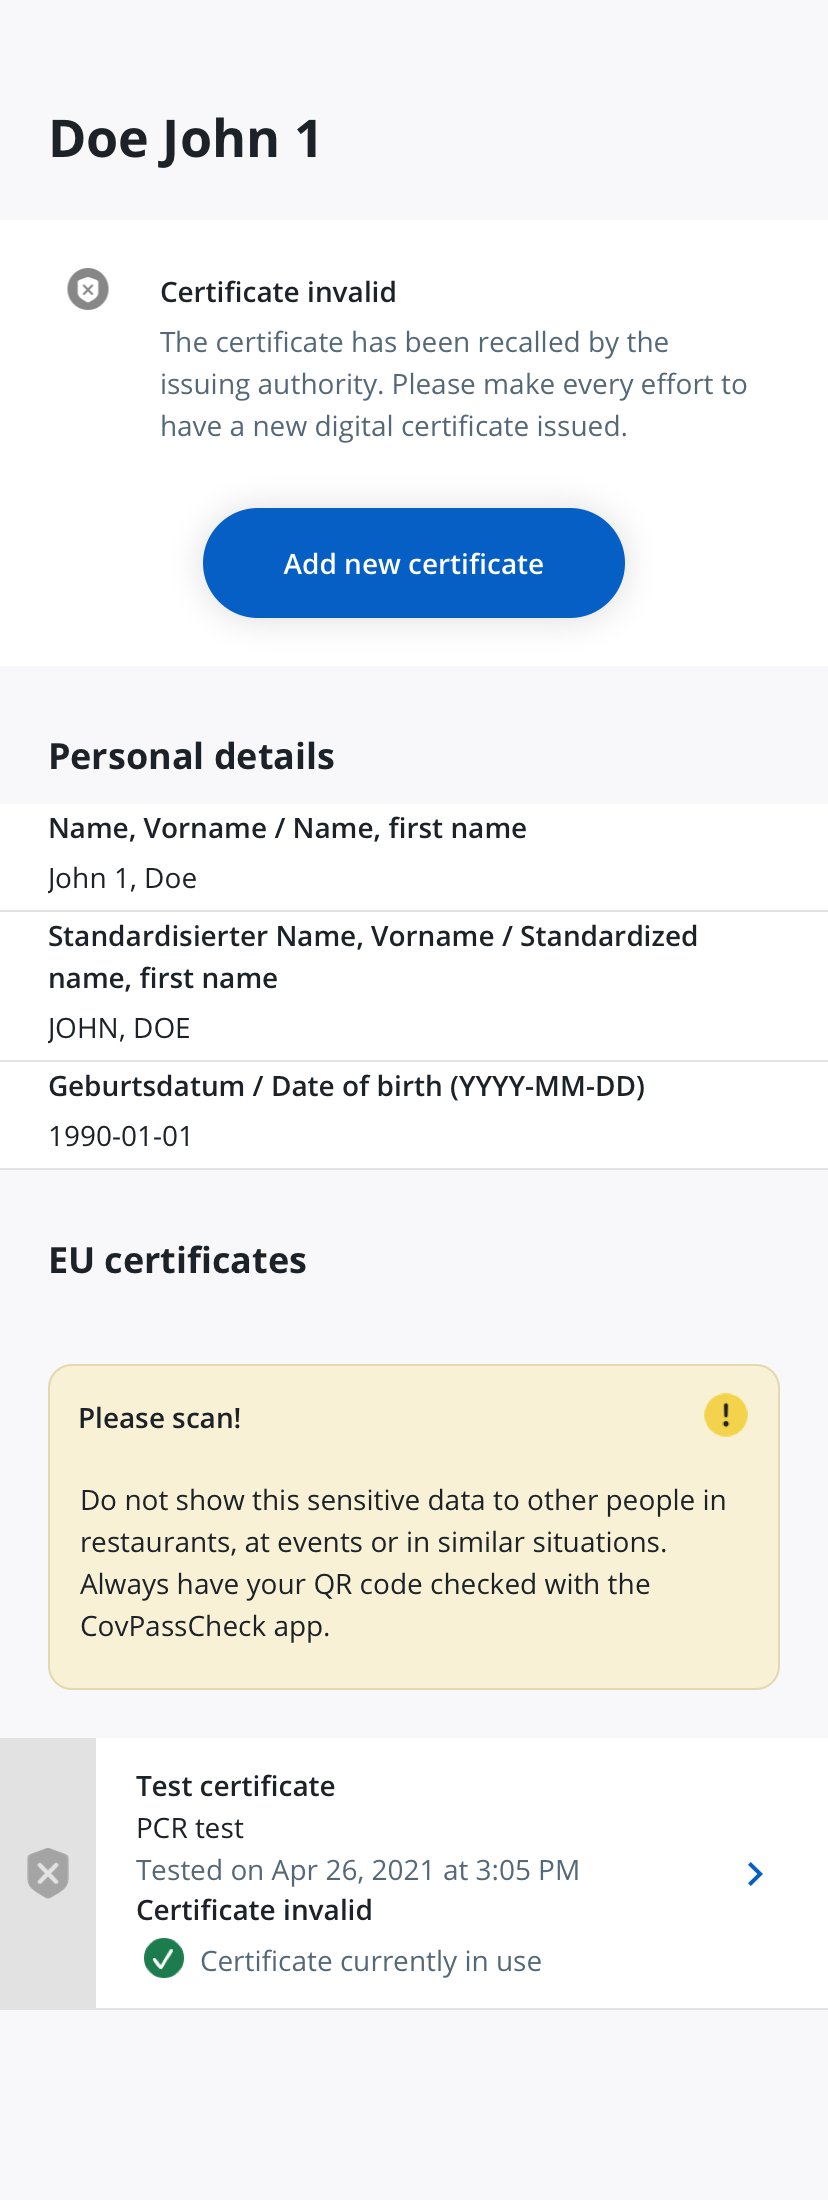 Doe John 1
Certificate invalid
The certificate has been recalled by the
issuing authority. Please make every effort to
have a new digital certificate issued.
Add new certificate
Personal details
Name, Vorname / Name, first name
John 1, Doe
Standardisierter Name, Vorname / Standardized
name, first name
JOHN, DOE
Geburtsdatum / Date of birth (YYYY-MM-DD)
1990-01-01
EU certificates
Please scan!
Do not show this sensitive data to other people in
restaurants, at events or in similar situations.
Always have your QR code checked with the
CovPassCheck app.
Test certificate
PCR test
Tested on Apr 26, 2021 at 3:05 PM
Certificate invalid
Certificate currently in use